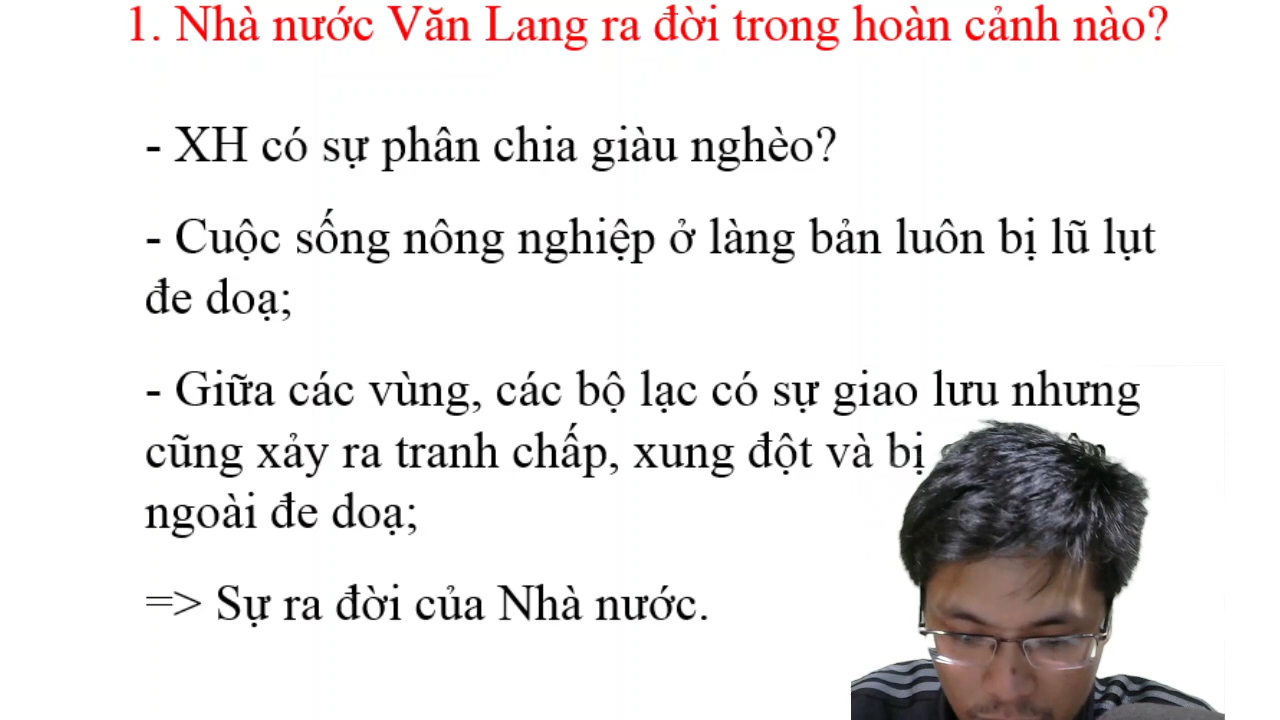 1. Nhà nước Văn Lang ra đời trong hoàn cảnh nào?
- XH có sự phân chia giàu nghèo?
- Cuộc sống nông nghiệp ở làng bản luôn bị lũ lụt
đe doạ;
- Giữa các vùng, các bộ lạc có sự giao lưu nhưng
cũng xảy ra tranh chấp, xung đột và bị
ngoài đe doạ;
=> Sự ra đời của Nhà nước.